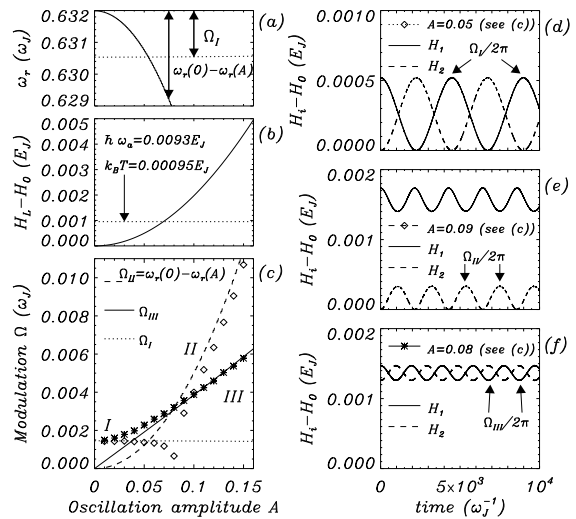 0.632
0.631
0.630
0.629
ω_r (ω_J)
(a)
Ω_I
ω_r(0)−ω_r(A)
0.005
0.004
0.003
0.002
0.001
0.000
H_L−H_0 (E_J)
(b)
ħ ω_a=0.0093E_J
k_BT=0.00095E_J
0.010
0.008
0.006
0.004
0.002
0.000
Modulation Ω (ω_J)
(c)
Ω_II=ω_r(0)−ω_r(A)
Ω_III
Ω_I
I
II
III
0 0.05 0.10 0.15
Oscillation amplitude A
0.0010
0.0005
0.0000
H_i−H_0 (E_J)
(d)
A=0.05 (see (c))
H_1
H_2
Ω_I/2π
0.002
0.001
0.000
H_i−H_0 (E_J)
(e)
A=0.09 (see (c))
H_1
H_2
Ω_II/2π
0.002
0.001
0.000
H_i−H_0 (E_J)
(f)
A=0.08 (see (c))
H_1
H_2
Ω_III/2π
0 5×10³ 10⁴
time (ω_J⁻¹)